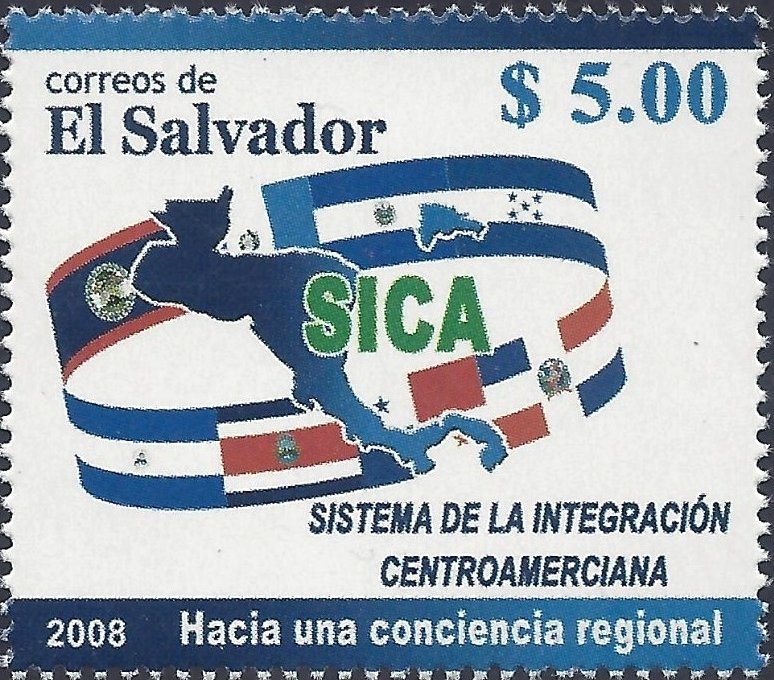 correos de
El Salvador
$ 5.00
SICA
SISTEMA DE LA INTEGRACIÓN
CENTROAMERCIANA
2008 Hacia una conciencia regional